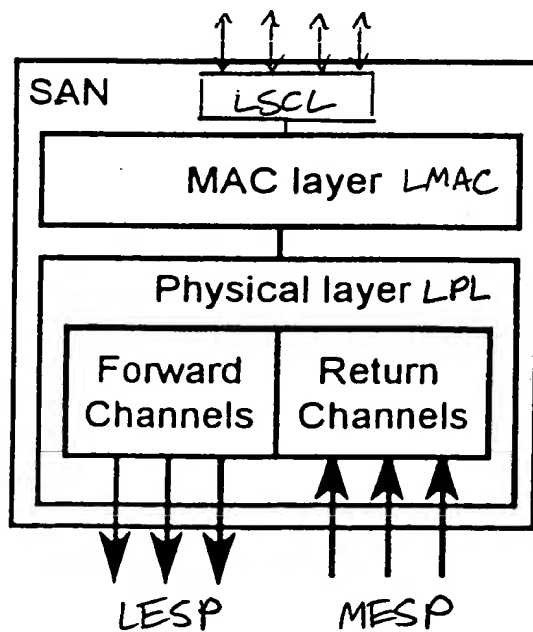 SAN
LSCL
MAC layer LMAC
Physical layer LPL
Forward
Channels
Return
Channels
LESP
MESP